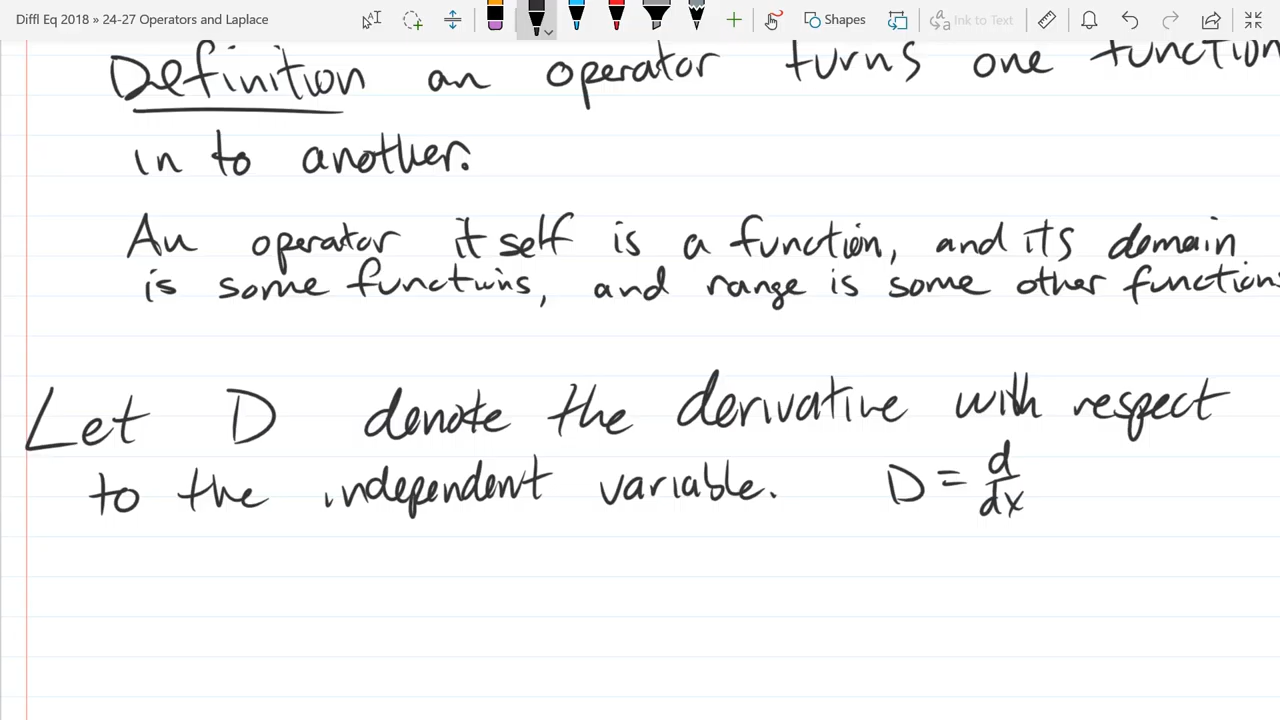 Diffl Eq 2018 » 24-27 Operators and Laplace
Shapes
Ink to Text
Definition an operator turns one function
in to another.
An operator itself is a function, and its domain
is some functions, and range is some other functions
Let D denote the derivative with respect
to the independent variable. D = d/dx